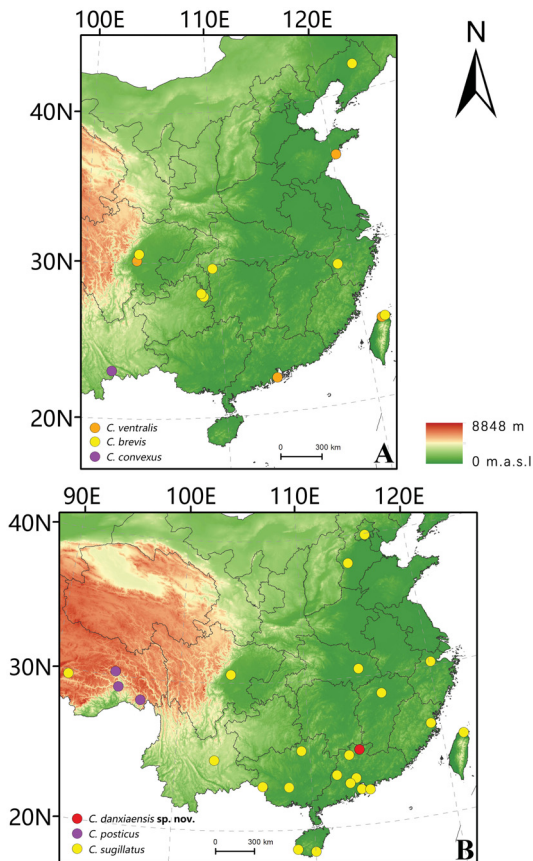 100E 110E 120E
N
40N
30N
20N
C. ventralis
C. brevis
C. convexus
0 300 km
A
8848 m
0 m.a.s.l
90E 100E 110E 120E
40N
30N
20N
C. danxiaensis sp. nov.
C. posticus
C. sugillatus
0 300 km
B